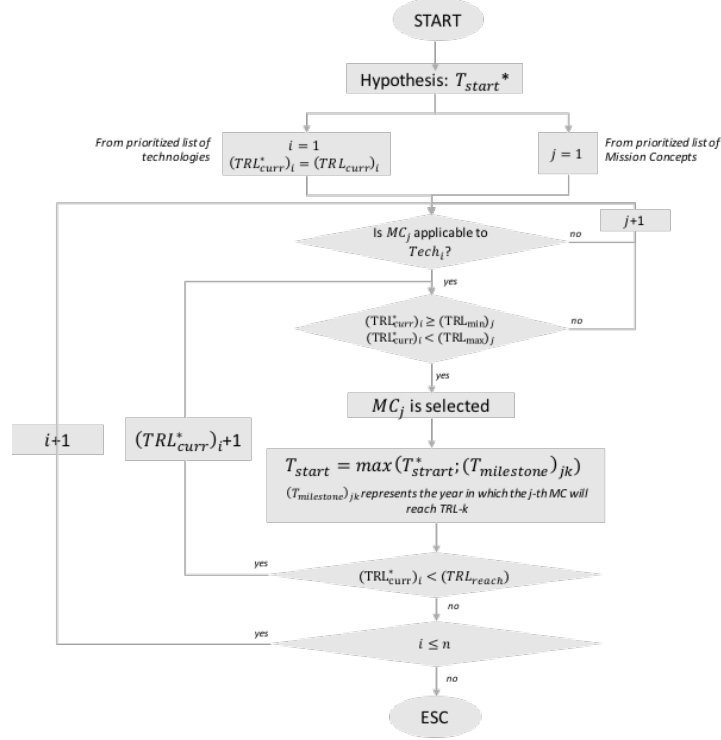 START
Hypothesis: T_start*
From prioritized list of
technologies
i = 1
(TRL*_curr)_i = (TRL_curr)_i
j = 1
From prioritized list of
Mission Concepts
j+1
Is MC_j applicable to
Tech_i?
no
yes
(TRL*_curr)_i ≥ (TRL_min)_j
(TRL*_curr)_i < (TRL_max)_j
no
yes
MC_j is selected
i+1
(TRL*_curr)_i+1
T_start = max(T*_strart; (T_milestone)_jk)
(T_milestone)_jk represents the year in which the j-th MC will
reach TRL-k
yes
(TRL*_curr)_i < (TRL_reach)
no
yes
i ≤ n
no
ESC